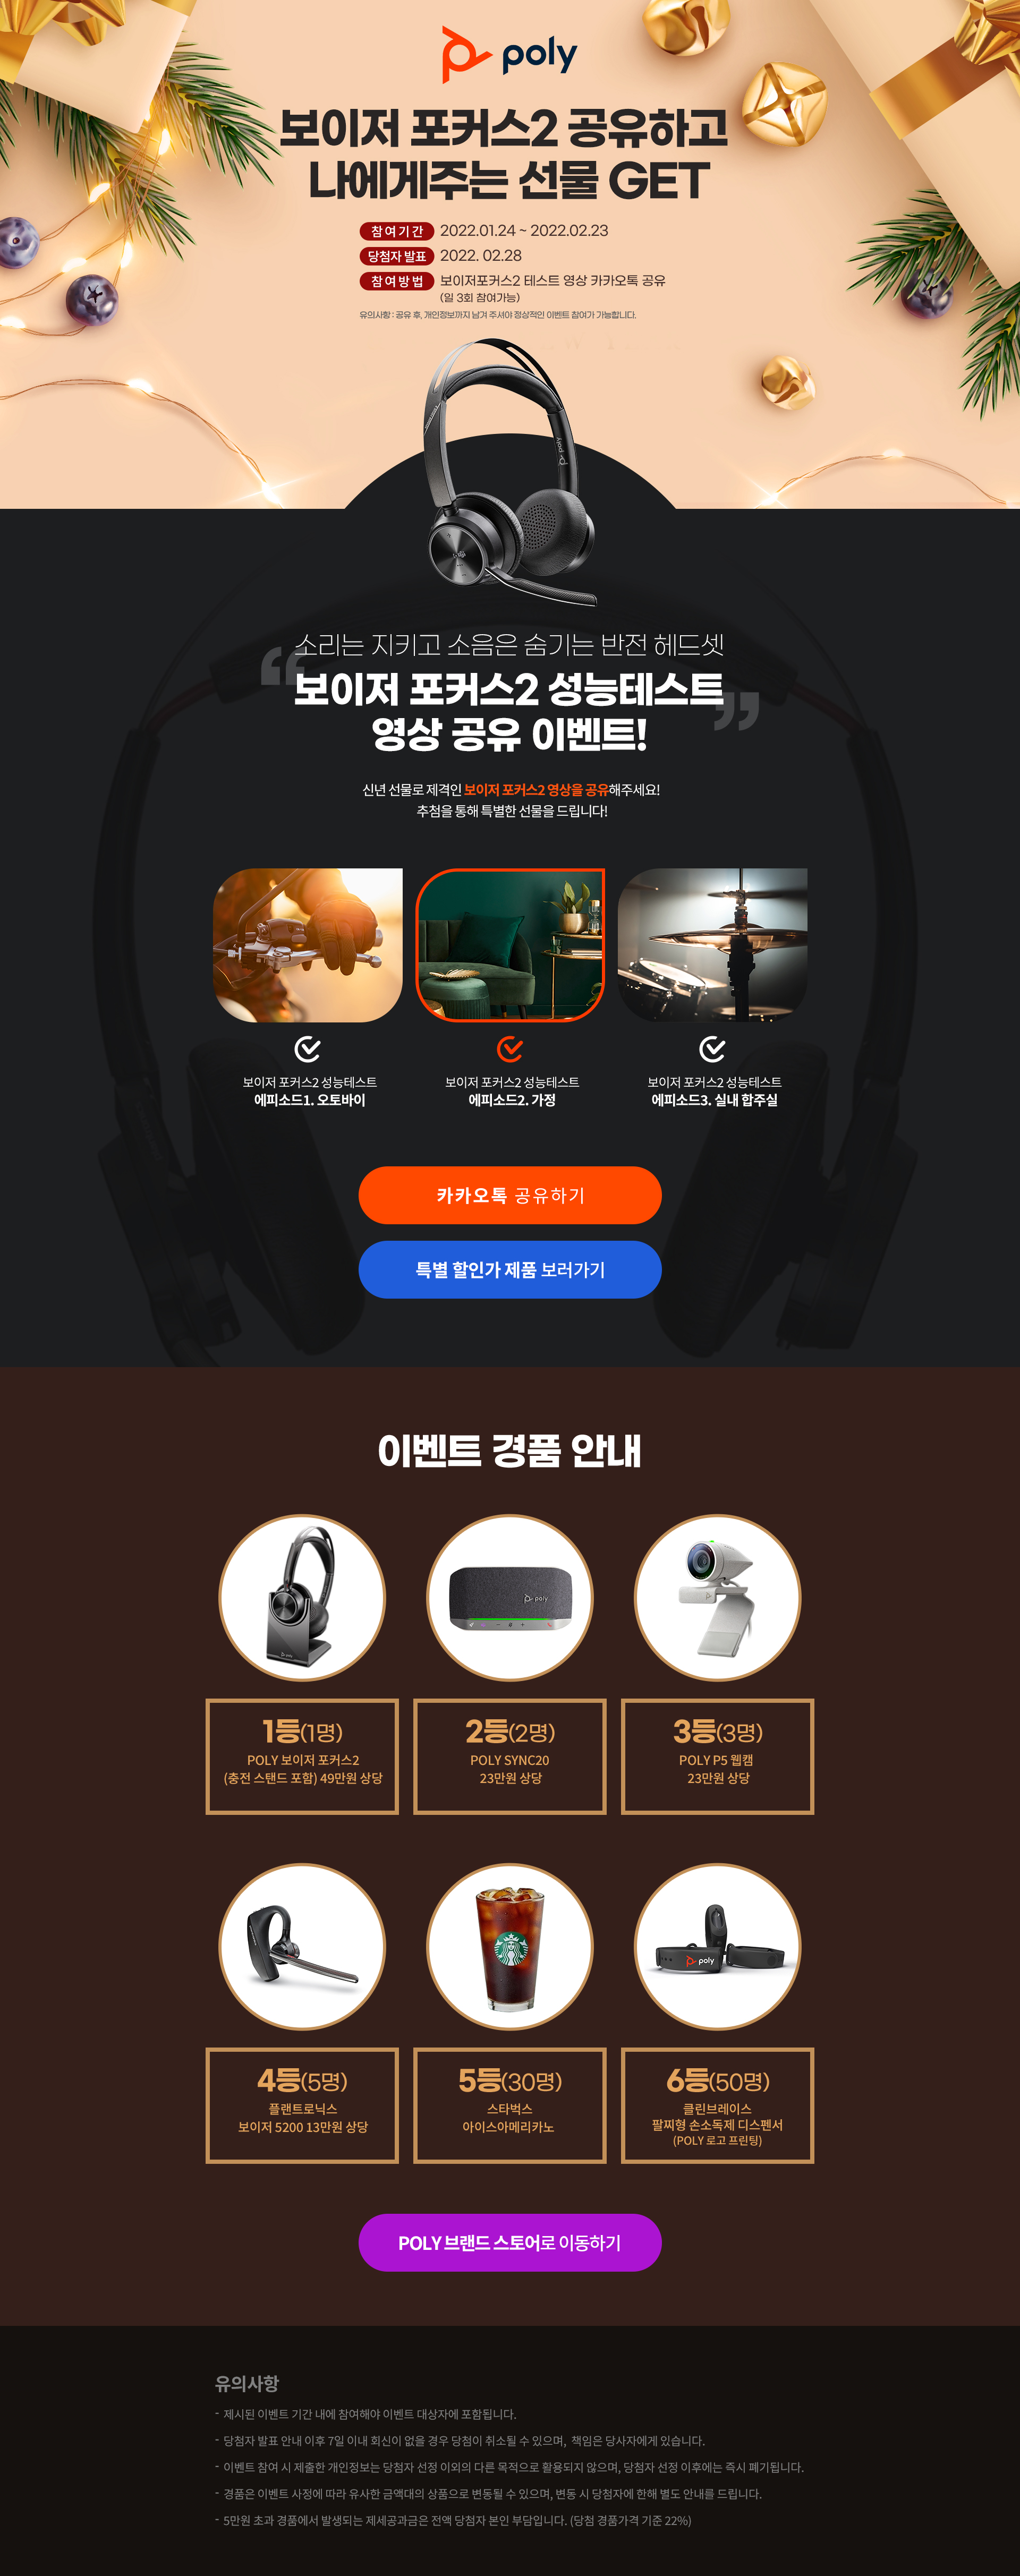 poly
보이저 포커스2 공유하고
나에게주는 선물 GET
참여기간 2022.01.24 ~ 2022.02.23
당첨자 발표 2022. 02.28
참여방법 보이저포커스2 테스트 영상 카카오톡 공유
(일 3회 참여가능)
유의사항 : 공유 후, 개인정보까지 남겨 주셔야 정상적인 이벤트 참여가 가능합니다.
poly
소리는 지키고 소음은 숨기는 반전 헤드셋
“보이저 포커스2 성능테스트
영상 공유 이벤트!”
신년 선물로 제격인 보이저 포커스2 영상을 공유해주세요!
추첨을 통해 특별한 선물을 드립니다!
보이저 포커스2 성능테스트
에피소드1. 오토바이
보이저 포커스2 성능테스트
에피소드2. 가정
보이저 포커스2 성능테스트
에피소드3. 실내 합주실
카카오톡 공유하기
특별 할인가 제품 보러가기
이벤트 경품 안내
poly
poly
1등(1명)
POLY 보이저 포커스2
(충전 스탠드 포함) 49만원 상당
2등(2명)
POLY SYNC20
23만원 상당
3등(3명)
POLY P5 웹캠
23만원 상당
poly
4등(5명)
플랜트로닉스
보이저 5200 13만원 상당
5등(30명)
스타벅스
아이스아메리카노
6등(50명)
클린브레이스
팔찌형 손소독제 디스펜서
(POLY 로고 프린팅)
POLY 브랜드 스토어로 이동하기
유의사항
- 제시된 이벤트 기간 내에 참여해야 이벤트 대상자에 포함됩니다.
- 당첨자 발표 안내 이후 7일 이내 회신이 없을 경우 당첨이 취소될 수 있으며, 책임은 당사자에게 있습니다.
- 이벤트 참여 시 제출한 개인정보는 당첨자 선정 이외의 다른 목적으로 활용되지 않으며, 당첨자 선정 이후에는 즉시 폐기됩니다.
- 경품은 이벤트 사정에 따라 유사한 금액대의 상품으로 변동될 수 있으며, 변동 시 당첨자에 한해 별도 안내를 드립니다.
- 5만원 초과 경품에서 발생되는 제세공과금은 전액 당첨자 본인 부담입니다. (당첨 경품가격 기준 22%)